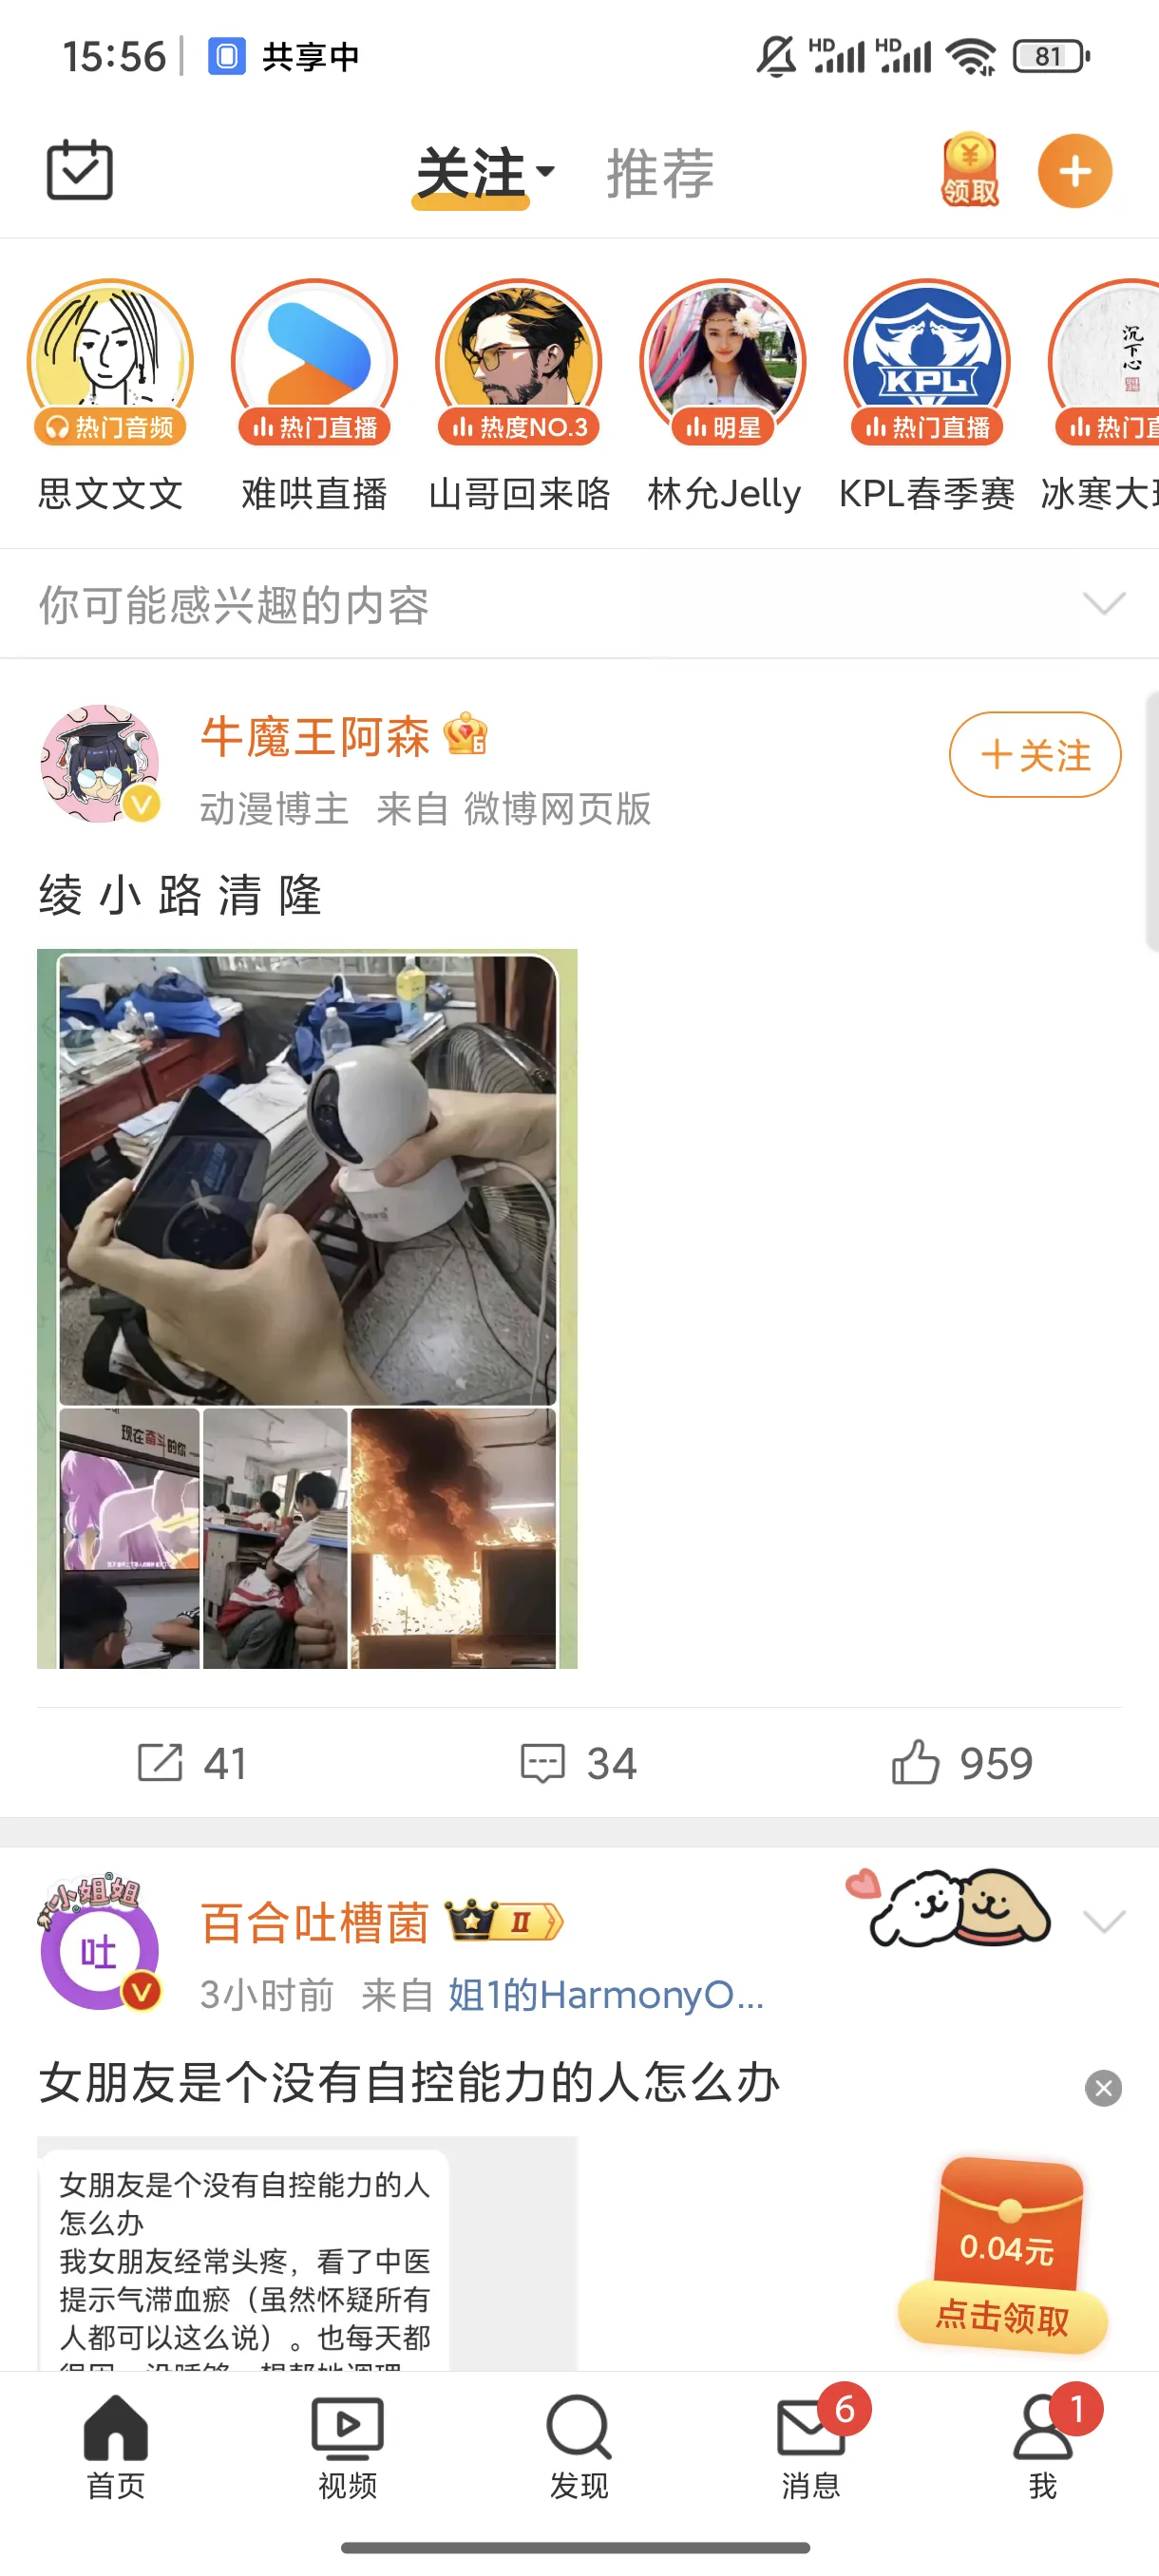 15:56
共享中
HD HD 81
关注 推荐 领取
热门音频 热门直播 热度NO.3 明星 热门直播
沉下心
思文文文 难哄直播 山哥回来咯 林允Jelly KPL春季赛 冰寒大
KPL
你可能感兴趣的内容
牛魔王阿森
+关注
动漫博主 来自 微博网页版
绫 小 路 清 隆
现在奋斗的你
41 34 959
小姐姐
吐
百合吐槽菌 II
3小时前 来自 姐1的HarmonyO...
女朋友是个没有自控能力的人怎么办
女朋友是个没有自控能力的人
怎么办
我女朋友经常头疼，看了中医
提示气滞血瘀（虽然怀疑所有
人都可以这么说）。也每天都
0.04元
点击领取
6 1
首页 视频 发现 消息 我